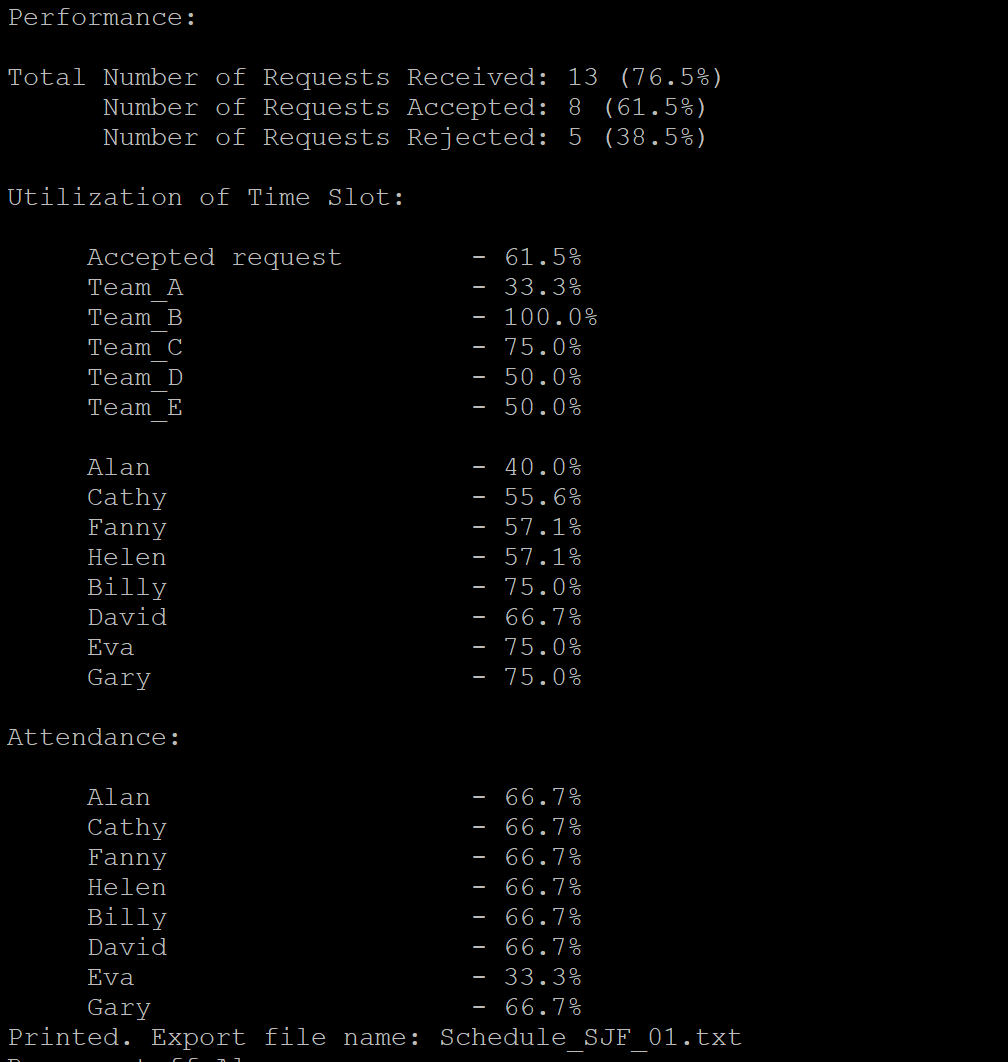 Performance:
Total Number of Requests Received: 13 (76.5%)
Number of Requests Accepted: 8 (61.5%)
Number of Requests Rejected: 5 (38.5%)
Utilization of Time Slot:
Accepted request - 61.5%
Team_A - 33.3%
Team_B - 100.0%
Team_C - 75.0%
Team_D - 50.0%
Team_E - 50.0%
Alan - 40.0%
Cathy - 55.6%
Fanny - 57.1%
Helen - 57.1%
Billy - 75.0%
David - 66.7%
Eva - 75.0%
Gary - 75.0%
Attendance:
Alan - 66.7%
Cathy - 66.7%
Fanny - 66.7%
Helen - 66.7%
Billy - 66.7%
David - 66.7%
Eva - 33.3%
Gary - 66.7%
Printed. Export file name: Schedule_SJF_01.txt